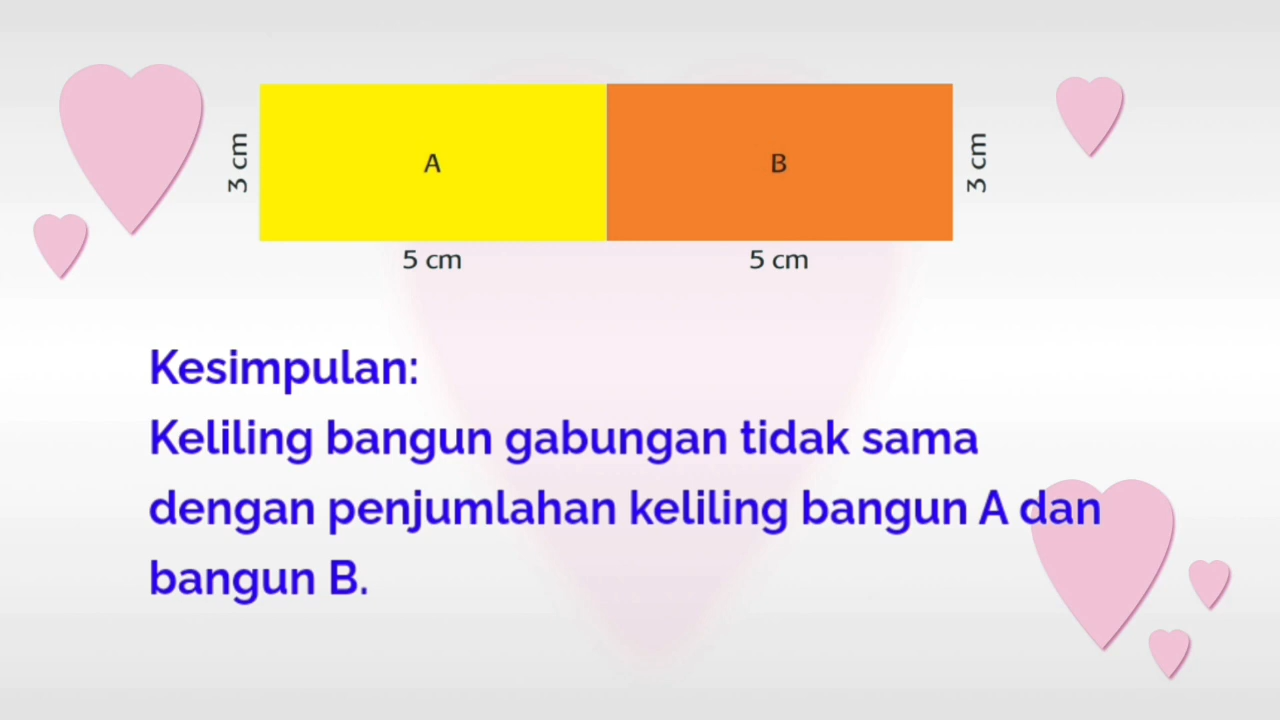 3 cm
A
B
3 cm
5 cm
5 cm
Kesimpulan:
Keliling bangun gabungan tidak sama
dengan penjumlahan keliling bangun A dan
bangun B.